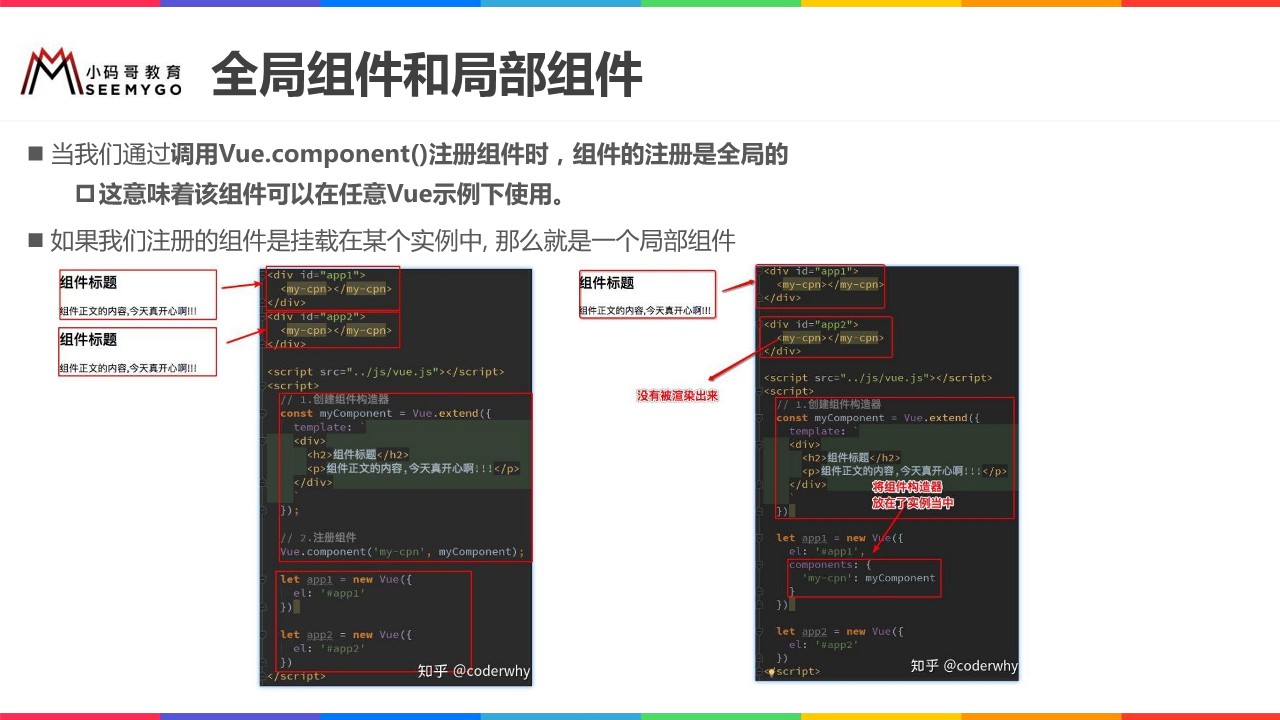 小码哥教育
SEEMYGO
全局组件和局部组件
当我们通过调用Vue.component()注册组件时，组件的注册是全局的
这意味着该组件可以在任意Vue示例下使用。
如果我们注册的组件是挂载在某个实例中, 那么就是一个局部组件
组件标题
组件正文的内容,今天真开心啊!!!
组件标题
组件正文的内容,今天真开心啊!!!
<div id="app1">
<my-cpn></my-cpn>
</div>
<div id="app2">
<my-cpn></my-cpn>
</div>
<script src="../js/vue.js"></script>
<script>
// 1.创建组件构造器
const myComponent = Vue.extend({
template: `
<div>
<h2>组件标题</h2>
<p>组件正文的内容,今天真开心啊!!!</p>
</div>
`
});
// 2.注册组件
Vue.component('my-cpn', myComponent);
let app1 = new Vue({
el: '#app1'
})
let app2 = new Vue({
el: '#app2'
})
</script>
知乎 @coderwhy
组件标题
组件正文的内容,今天真开心啊!!!
没有被渲染出来
<div id="app1">
<my-cpn></my-cpn>
</div>
<div id="app2">
<my-cpn></my-cpn>
</div>
<script src="../js/vue.js"></script>
<script>
// 1.创建组件构造器
const myComponent = Vue.extend({
template: `
<div>
<h2>组件标题</h2>
<p>组件正文的内容,今天真开心啊!!!</p>
</div>
`
})
将组件构造器
放在了实例当中
let app1 = new Vue({
el: '#app1',
components: {
'my-cpn': myComponent
}
})
let app2 = new Vue({
el: '#app2'
})
</script>
知乎 @coderwhy